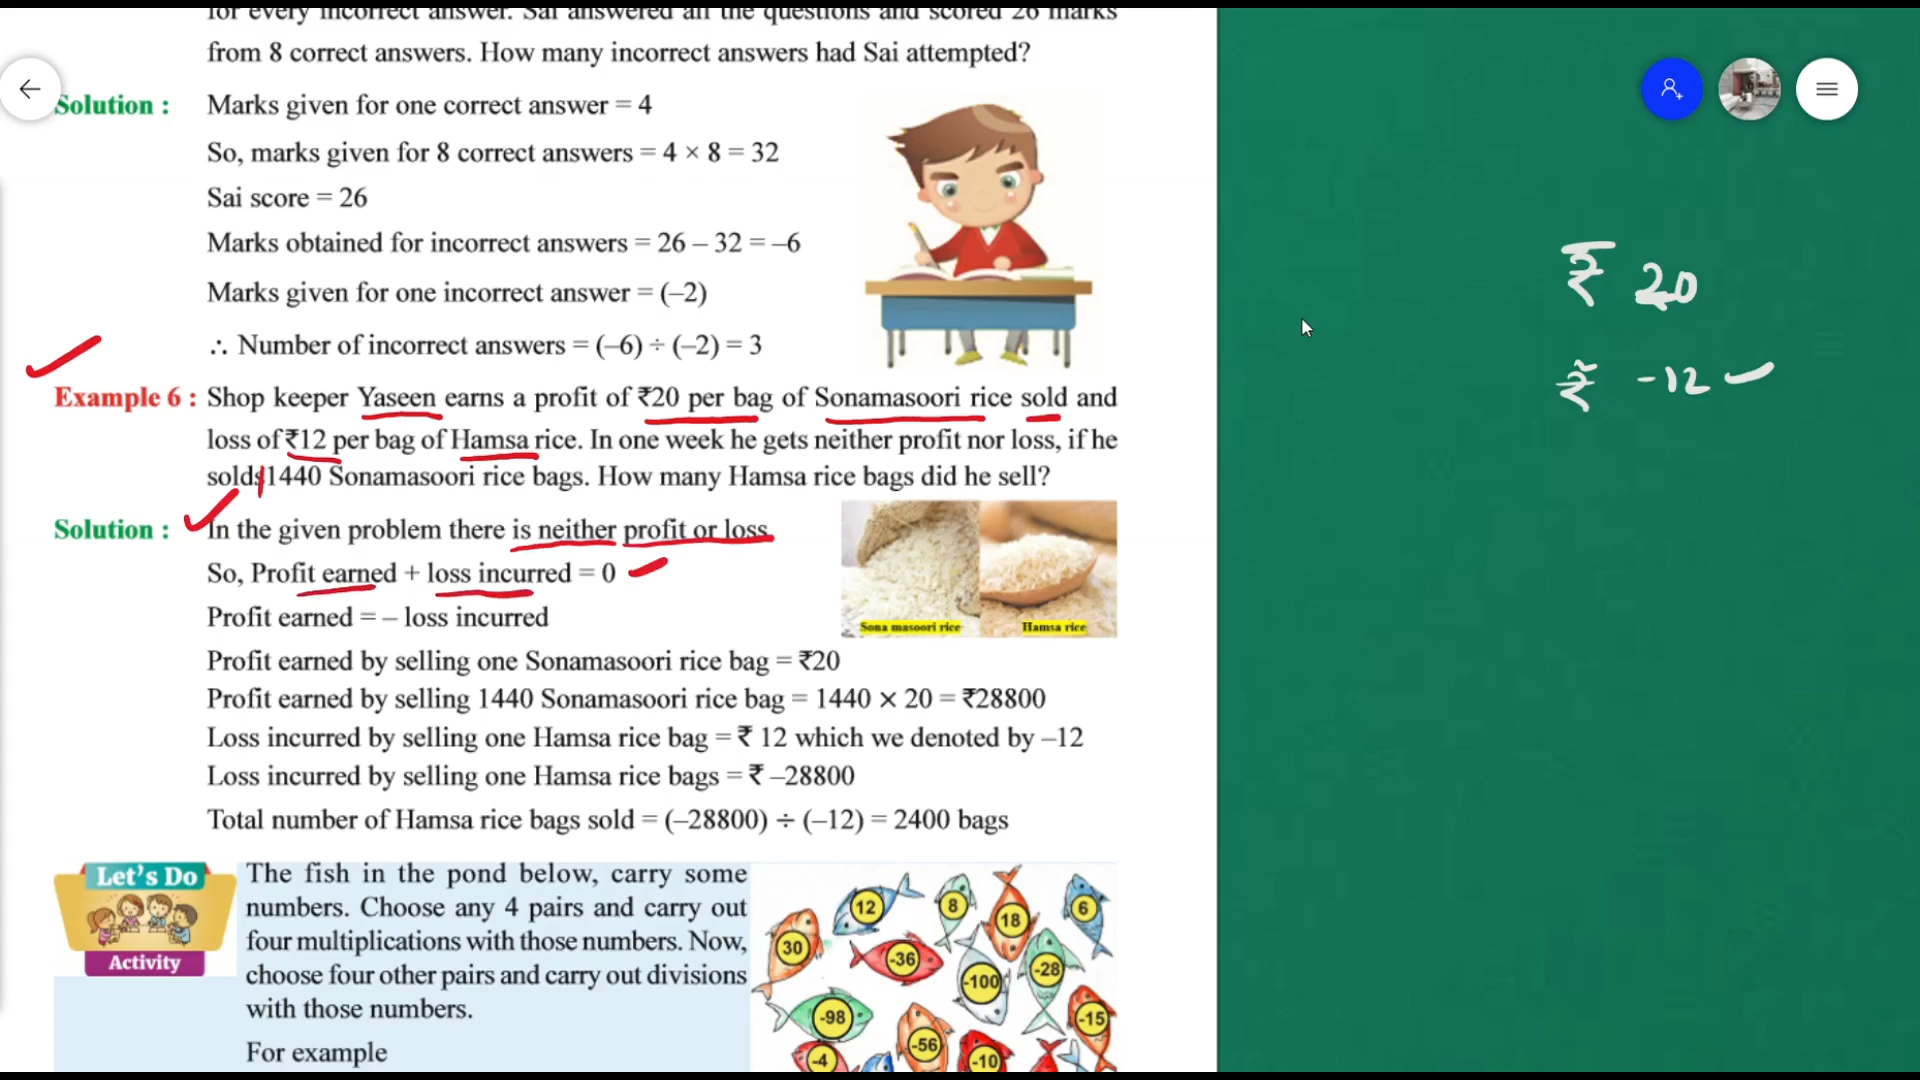 for every incorrect answer. Sai answered all the questions and scored 26 marks
from 8 correct answers. How many incorrect answers had Sai attempted?
Solution : Marks given for one correct answer = 4
So, marks given for 8 correct answers = 4 × 8 = 32
Sai score = 26
Marks obtained for incorrect answers = 26 – 32 = –6
Marks given for one incorrect answer = (–2)
∴ Number of incorrect answers = (–6) ÷ (–2) = 3
Example 6 : Shop keeper Yaseen earns a profit of ₹20 per bag of Sonamasoori rice sold and
loss of ₹12 per bag of Hamsa rice. In one week he gets neither profit nor loss, if he
solds 1440 Sonamasoori rice bags. How many Hamsa rice bags did he sell?
Solution : In the given problem there is neither profit or loss.
So, Profit earned + loss incurred = 0
Profit earned = – loss incurred
Sona masoori rice
Hamsa rice
Profit earned by selling one Sonamasoori rice bag = ₹20
Profit earned by selling 1440 Sonamasoori rice bag = 1440 × 20 = ₹28800
Loss incurred by selling one Hamsa rice bag = ₹ 12 which we denoted by –12
Loss incurred by selling one Hamsa rice bags = ₹ –28800
Total number of Hamsa rice bags sold = (–28800) ÷ (–12) = 2400 bags
Let's Do
Activity
The fish in the pond below, carry some
numbers. Choose any 4 pairs and carry out
four multiplications with those numbers. Now,
choose four other pairs and carry out divisions
with those numbers.
For example
12
8
18
6
30
-36
-100
-28
-98
-56
-15
-4
-10
₹ 20
₹ -12